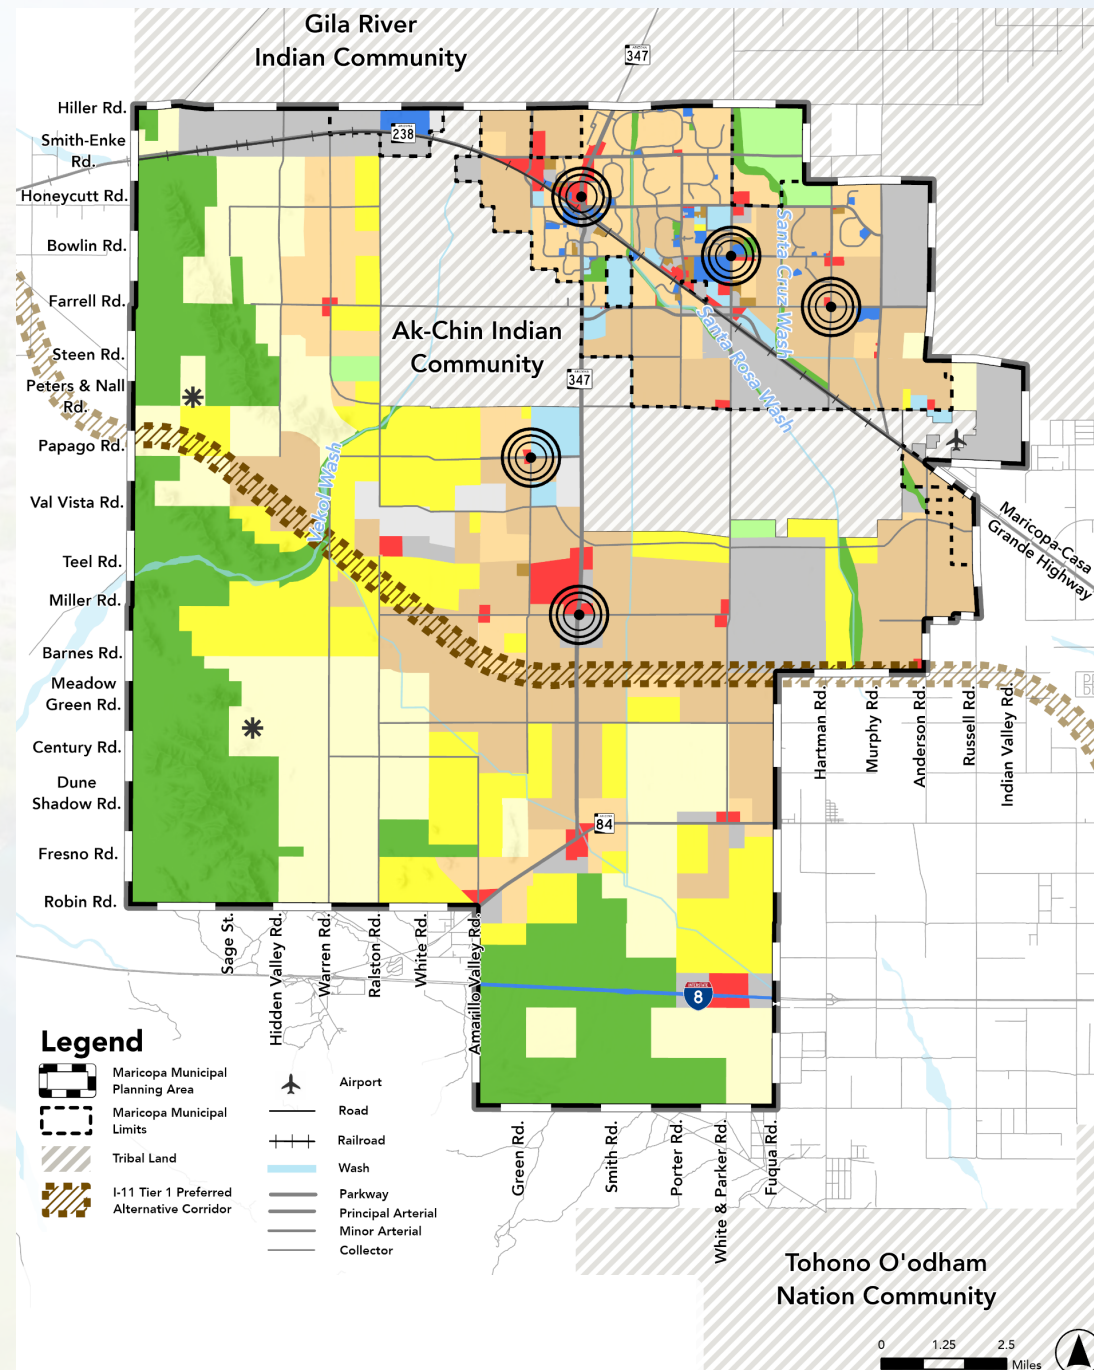 Gila River
Indian Community
347
Hiller Rd.
Smith-Enke
Rd.
238
Honeycutt Rd.
Bowlin Rd.
Santa Cruz Wash
Farrell Rd.
Santa Rosa Wash
Ak-Chin Indian
Community
Steen Rd.
347
Peters & Nall
Rd.
Papago Rd.
Vekol Wash
Val Vista Rd.
Maricopa-Casa
Grande Highway
Teel Rd.
Miller Rd.
Barnes Rd.
Meadow
Green Rd.
Hartman Rd.
Murphy Rd.
Anderson Rd.
Russell Rd.
Indian Valley Rd.
Century Rd.
Dune
Shadow Rd.
84
Fresno Rd.
Robin Rd.
Sage St.
Hidden Valley Rd.
Warren Rd.
Ralston Rd.
White Rd.
Amarillo Valley Rd.
INTERSTATE
8
Legend
Maricopa Municipal
Planning Area
Maricopa Municipal
Limits
Tribal Land
I-11 Tier 1 Preferred
Alternative Corridor
Airport
Road
Railroad
Wash
Parkway
Principal Arterial
Minor Arterial
Collector
Green Rd.
Smith Rd.
Porter Rd.
White & Parker Rd.
Fuqua Rd.
Tohono O'odham
Nation Community
0 1.25 2.5
Miles